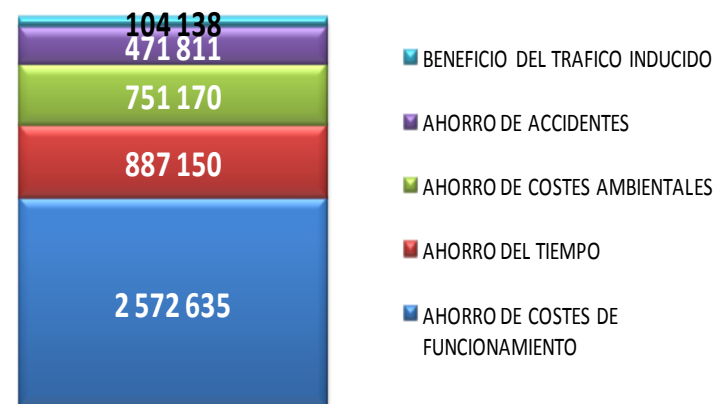 104 138
471 811
751 170
887 150
2 572 635
BENEFICIO DEL TRAFICO INDUCIDO
AHORRO DE ACCIDENTES
AHORRO DE COSTES AMBIENTALES
AHORRO DEL TIEMPO
AHORRO DE COSTES DE
FUNCIONAMIENTO